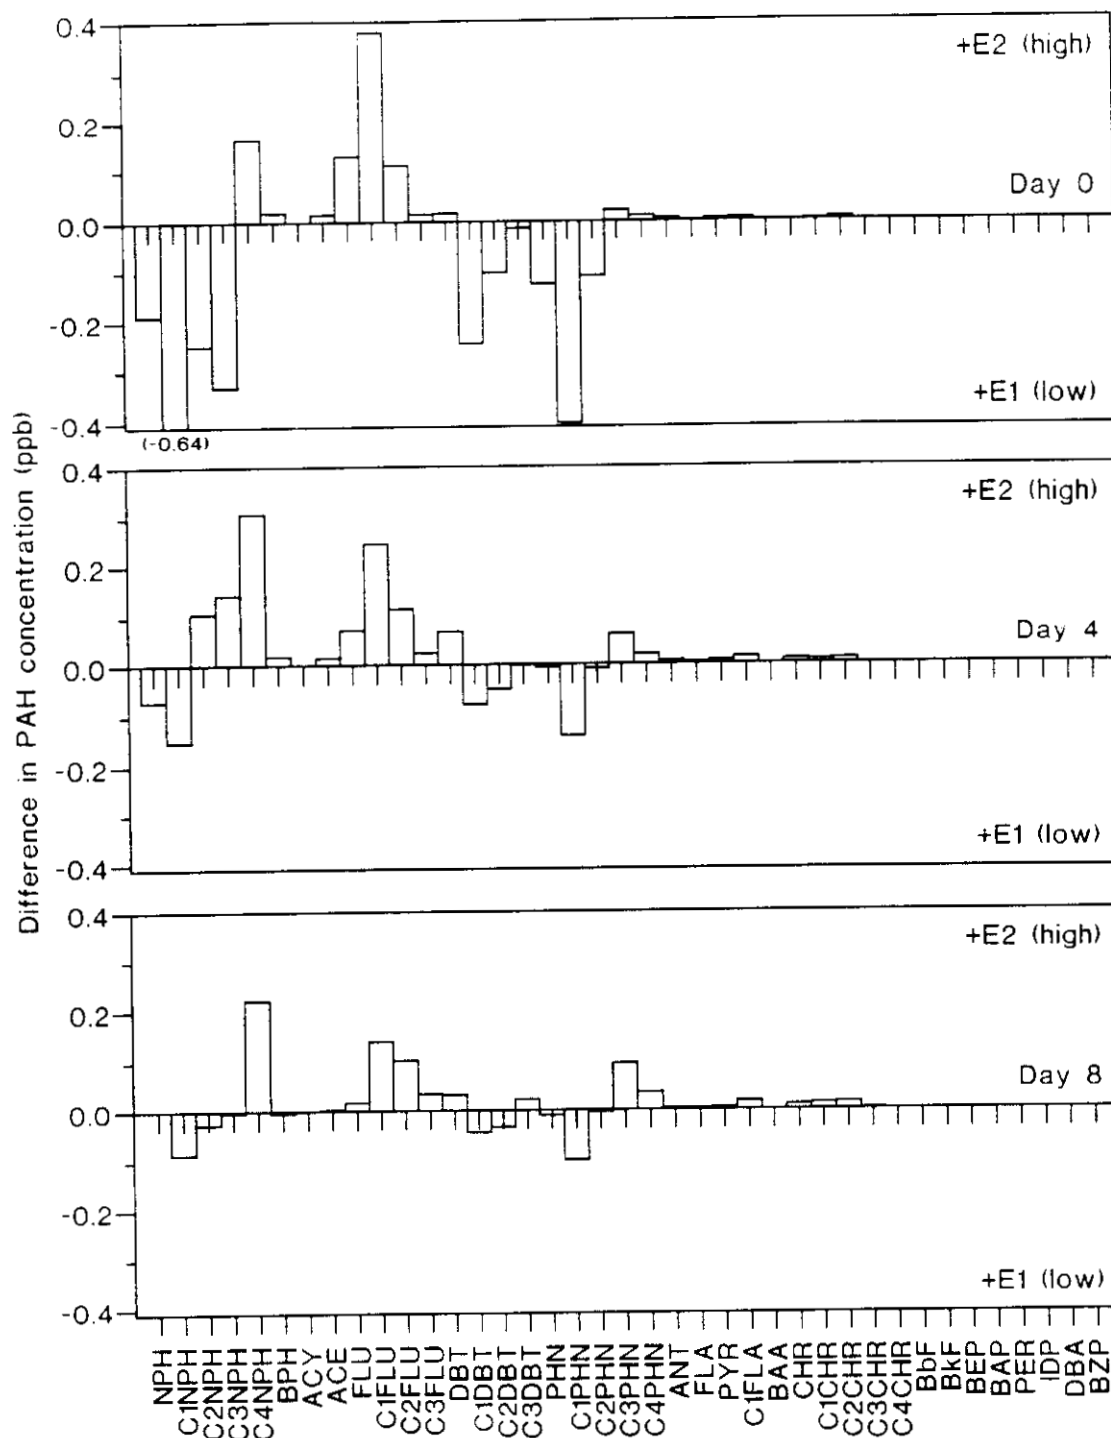 Difference in PAH concentration (ppb)
0.4
0.2
0.0
-0.2
-0.4
+E2 (high)
Day 0
+E1 (low)
(-0.64)
0.4
0.2
0.0
-0.2
-0.4
+E2 (high)
Day 4
+E1 (low)
0.4
0.2
0.0
-0.2
-0.4
+E2 (high)
Day 8
+E1 (low)
NPH
C1NPH
C2NPH
C3NPH
C4NPH
BPH
ACY
ACE
FLU
C1FLU
C2FLU
C3FLU
DBT
C1DBT
C2DBT
C3DBT
PHN
C1PHN
C2PHN
C3PHN
C4PHN
ANT
FLA
PYR
C1FLA
BAA
CHR
C1CHR
C2CHR
C3CHR
C4CHR
BbF
BkF
BEP
BAP
PER
IDP
DBA
BZP